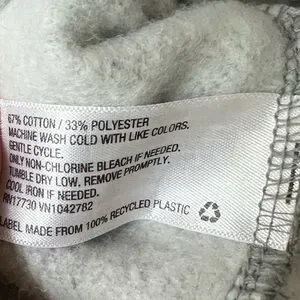 67% COTTON / 33% POLYESTER
MACHINE WASH COLD WITH LIKE COLORS.
GENTLE CYCLE.
ONLY NON-CHLORINE BLEACH IF NEEDED.
TUMBLE DRY LOW. REMOVE PROMPTLY.
COOL IRON IF NEEDED.
RN17730 VN1042782
LABEL MADE FROM 100% RECYCLED PLASTIC